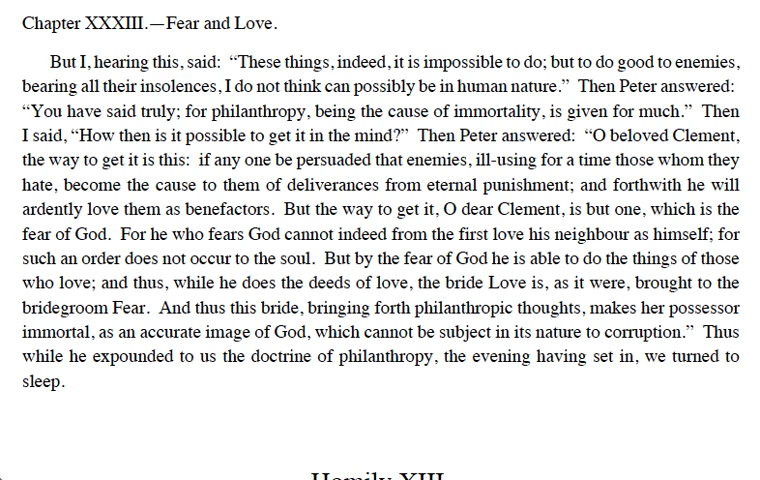 Chapter XXXIII.—Fear and Love.
But I, hearing this, said: “These things, indeed, it is impossible to do; but to do good to enemies,
bearing all their insolences, I do not think can possibly be in human nature.” Then Peter answered:
“You have said truly; for philanthropy, being the cause of immortality, is given for much.” Then
I said, “How then is it possible to get it in the mind?” Then Peter answered: “O beloved Clement,
the way to get it is this: if any one be persuaded that enemies, ill-using for a time those whom they
hate, become the cause to them of deliverances from eternal punishment; and forthwith he will
ardently love them as benefactors. But the way to get it, O dear Clement, is but one, which is the
fear of God. For he who fears God cannot indeed from the first love his neighbour as himself; for
such an order does not occur to the soul. But by the fear of God he is able to do the things of those
who love; and thus, while he does the deeds of love, the bride Love is, as it were, brought to the
bridegroom Fear. And thus this bride, bringing forth philanthropic thoughts, makes her possessor
immortal, as an accurate image of God, which cannot be subject in its nature to corruption.” Thus
while he expounded to us the doctrine of philanthropy, the evening having set in, we turned to
sleep.
Homily XIII